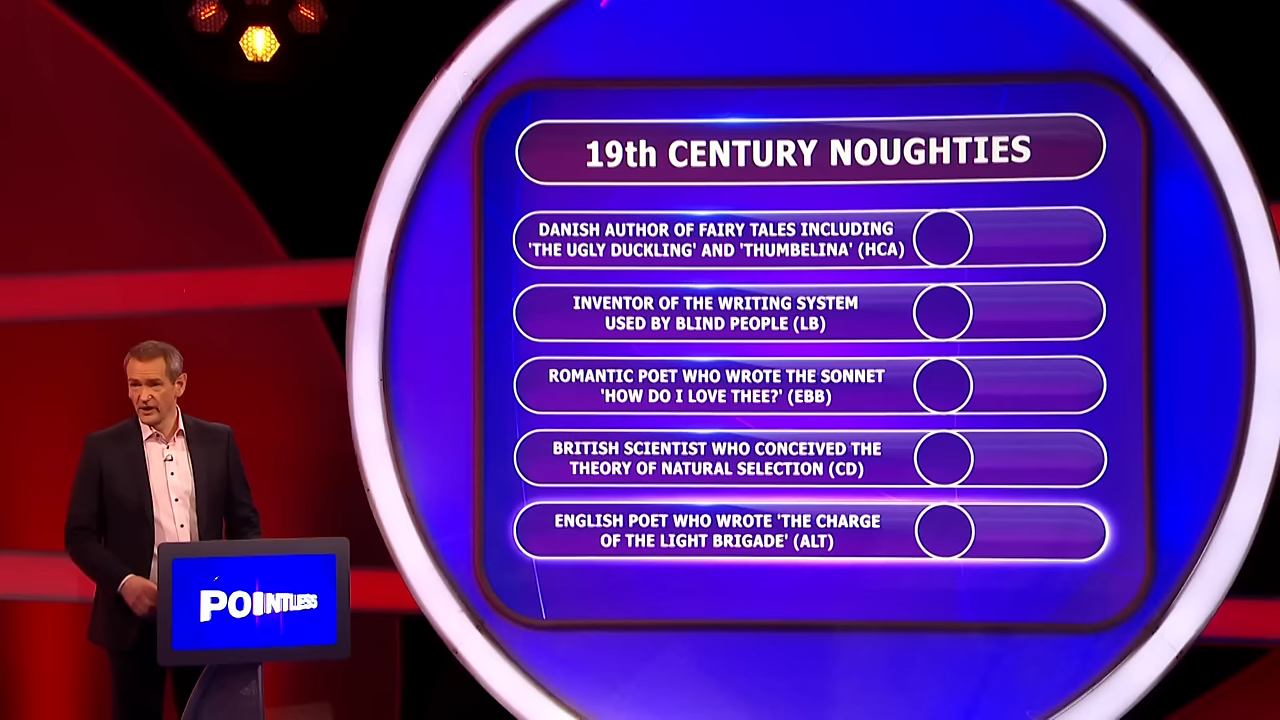 19th CENTURY NOUGHTIES
DANISH AUTHOR OF FAIRY TALES INCLUDING
'THE UGLY DUCKLING' AND 'THUMBELINA' (HCA)
INVENTOR OF THE WRITING SYSTEM
USED BY BLIND PEOPLE (LB)
ROMANTIC POET WHO WROTE THE SONNET
'HOW DO I LOVE THEE?' (EBB)
BRITISH SCIENTIST WHO CONCEIVED THE
THEORY OF NATURAL SELECTION (CD)
ENGLISH POET WHO WROTE 'THE CHARGE
OF THE LIGHT BRIGADE' (ALT)
POINTLESS